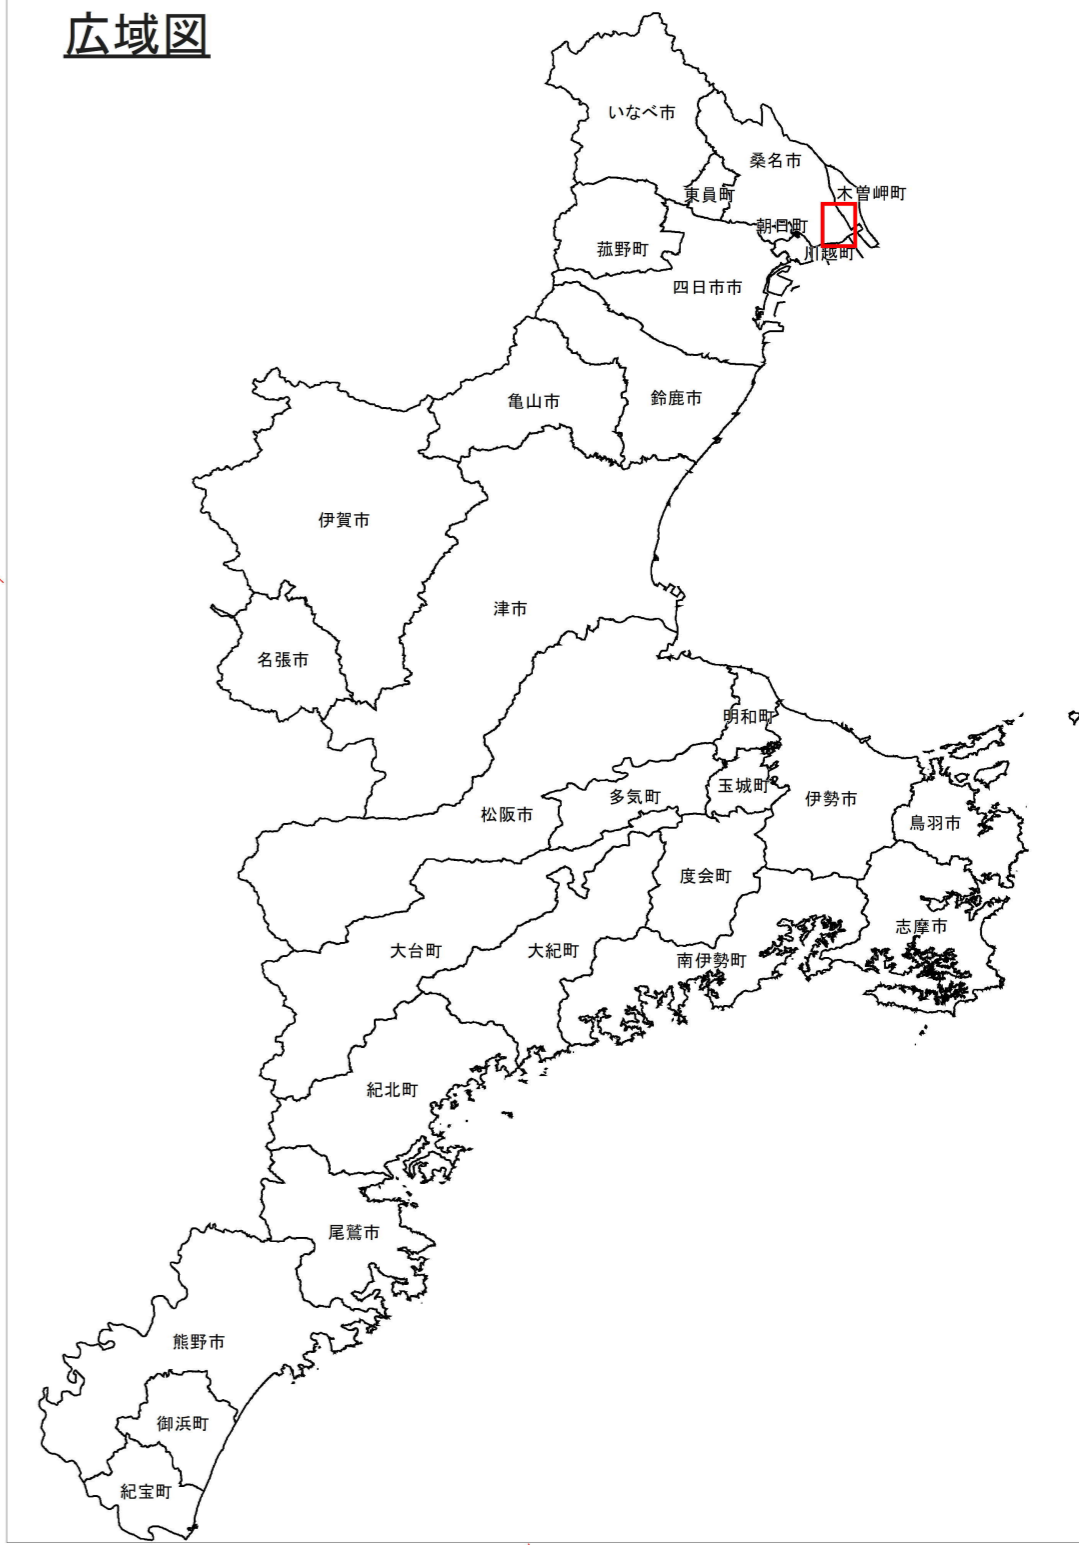 広域図
いなべ市
桑名市
木曽岬町
東員町
朝日町
菰野町
川越町
四日市市
亀山市
鈴鹿市
伊賀市
津市
名張市
明和町
玉城町
多気町
伊勢市
松阪市
鳥羽市
度会町
志摩市
大台町
大紀町
南伊勢町
紀北町
尾鷲市
熊野市
御浜町
紀宝町